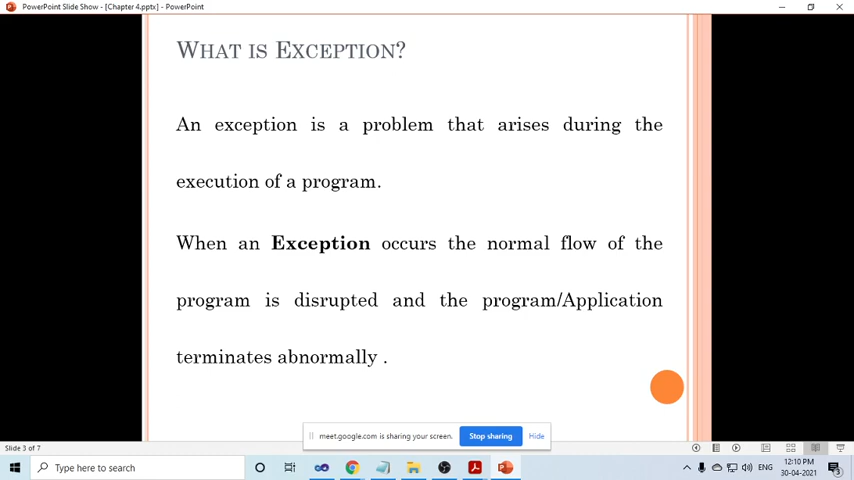 PowerPoint Slide Show - [Chapter 4.pptx] - PowerPoint
WHAT IS EXCEPTION?
An exception is a problem that arises during the
execution of a program.
When an Exception occurs the normal flow of the
program is disrupted and the program/Application
terminates abnormally .
meet.google.com is sharing your screen.
Stop sharing
Hide
Slide 3 of 7
Type here to search
ENG
12:10 PM
30-04-2021
3